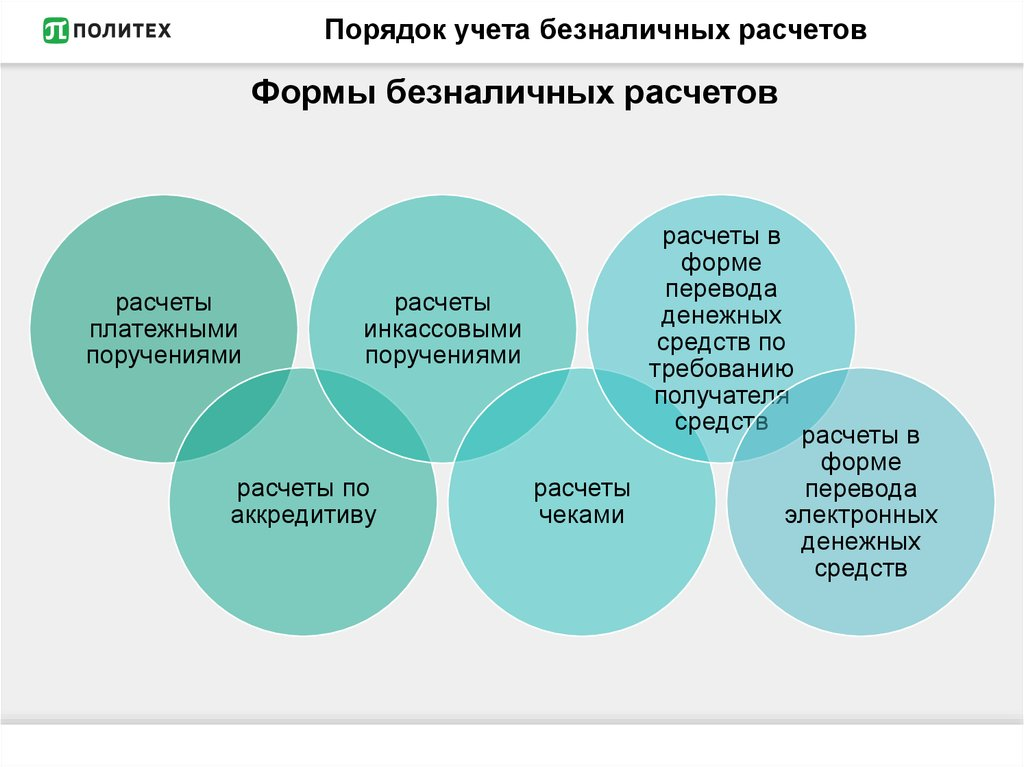 ПОЛИТЕХ
Порядок учета безналичных расчетов
Формы безналичных расчетов
расчеты
платежными
поручениями
расчеты по
аккредитиву
расчеты
инкассовыми
поручениями
расчеты
чеками
расчеты в
форме
перевода
денежных
средств по
требованию
получателя
средств
расчеты в
форме
перевода
электронных
денежных
средств